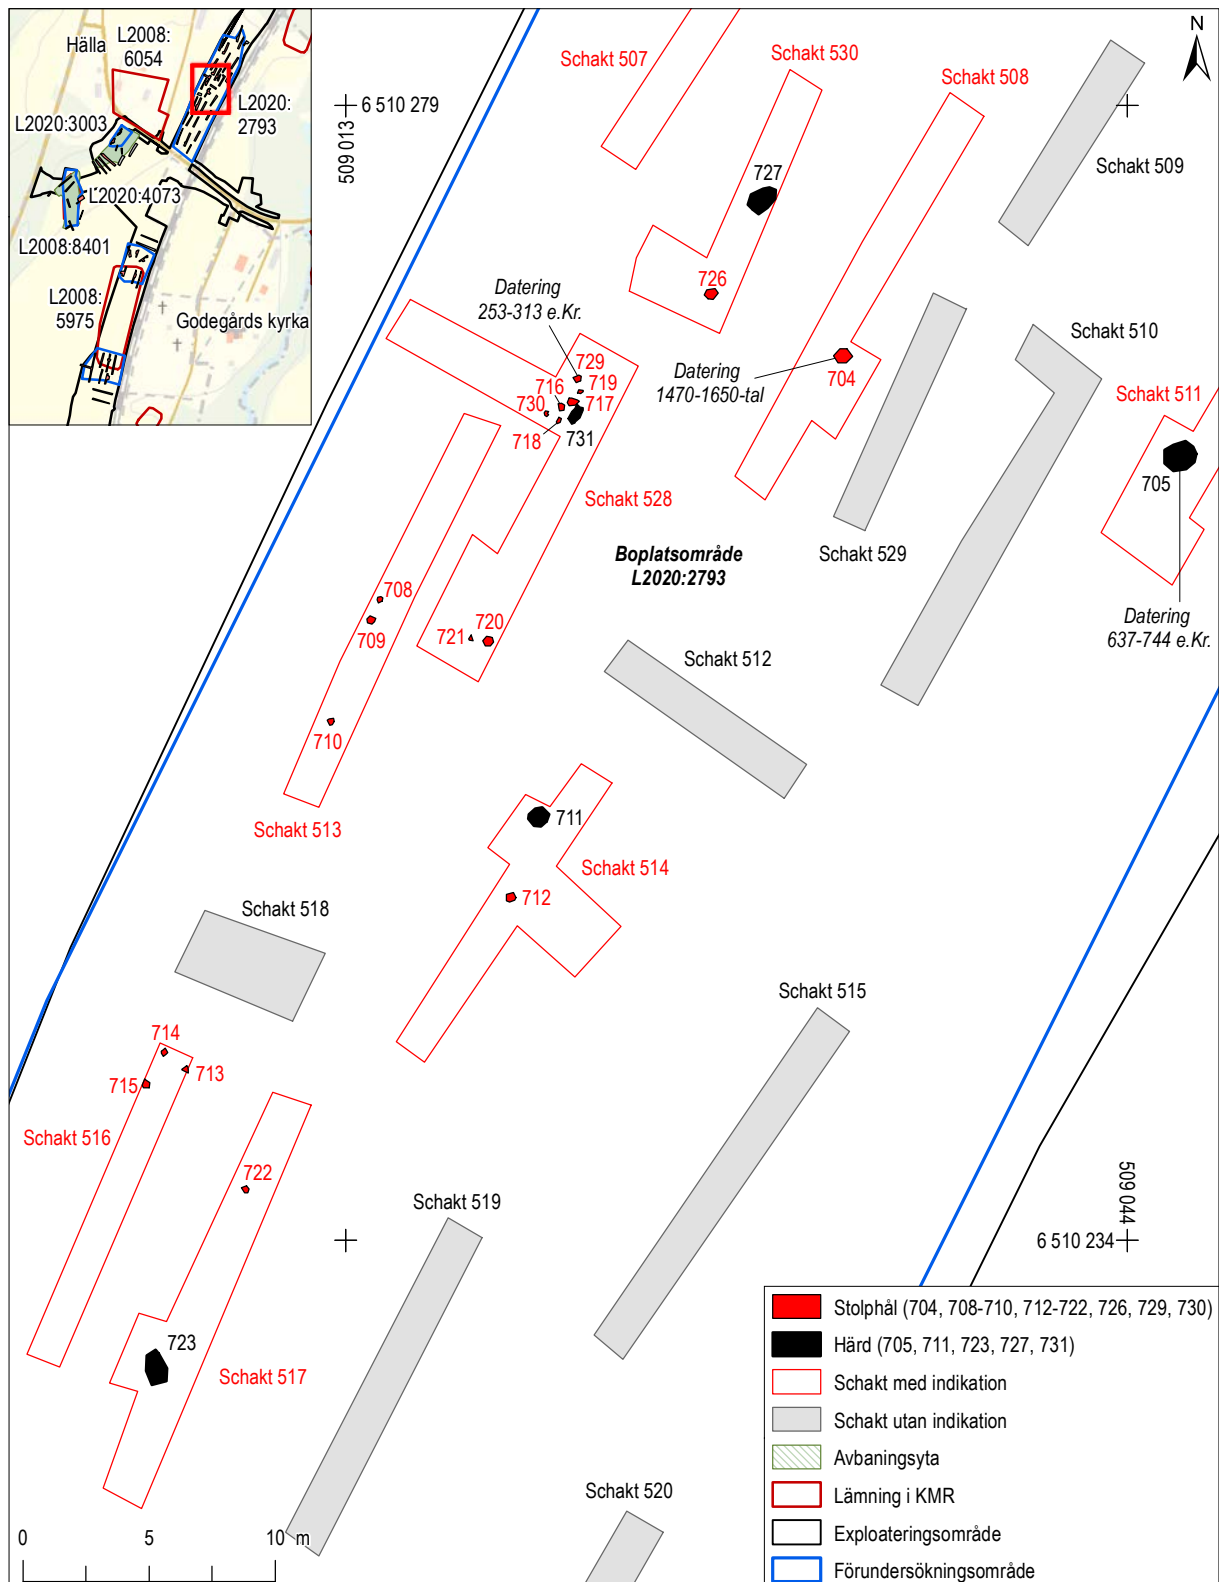 Hälla
L2008:
6054
L2020:
2793
L2020:3003
L2020:4073
L2008:8401
L2008:
5975
Godegårds kyrka
6 510 279
509 013
N
Schakt 507
Schakt 530
Schakt 508
Schakt 509
727
726
Datering
253-313 e.Kr.
729
719
716
717
730
718
731
Datering
1470-1650-tal
704
Schakt 510
Schakt 511
705
Schakt 528
Schakt 529
Boplatsområde
L2020:2793
Datering
637-744 e.Kr.
708
709
721
720
Schakt 512
710
Schakt 513
711
Schakt 514
712
Schakt 518
Schakt 515
714
713
715
Schakt 516
722
Schakt 519
509 044
6 510 234
723
Schakt 517
Schakt 520
0 5 10 m
Stolphål (704, 708-710, 712-722, 726, 729, 730)
Härd (705, 711, 723, 727, 731)
Schakt med indikation
Schakt utan indikation
Avbaningsyta
Lämning i KMR
Exploateringsområde
Förundersökningsområde